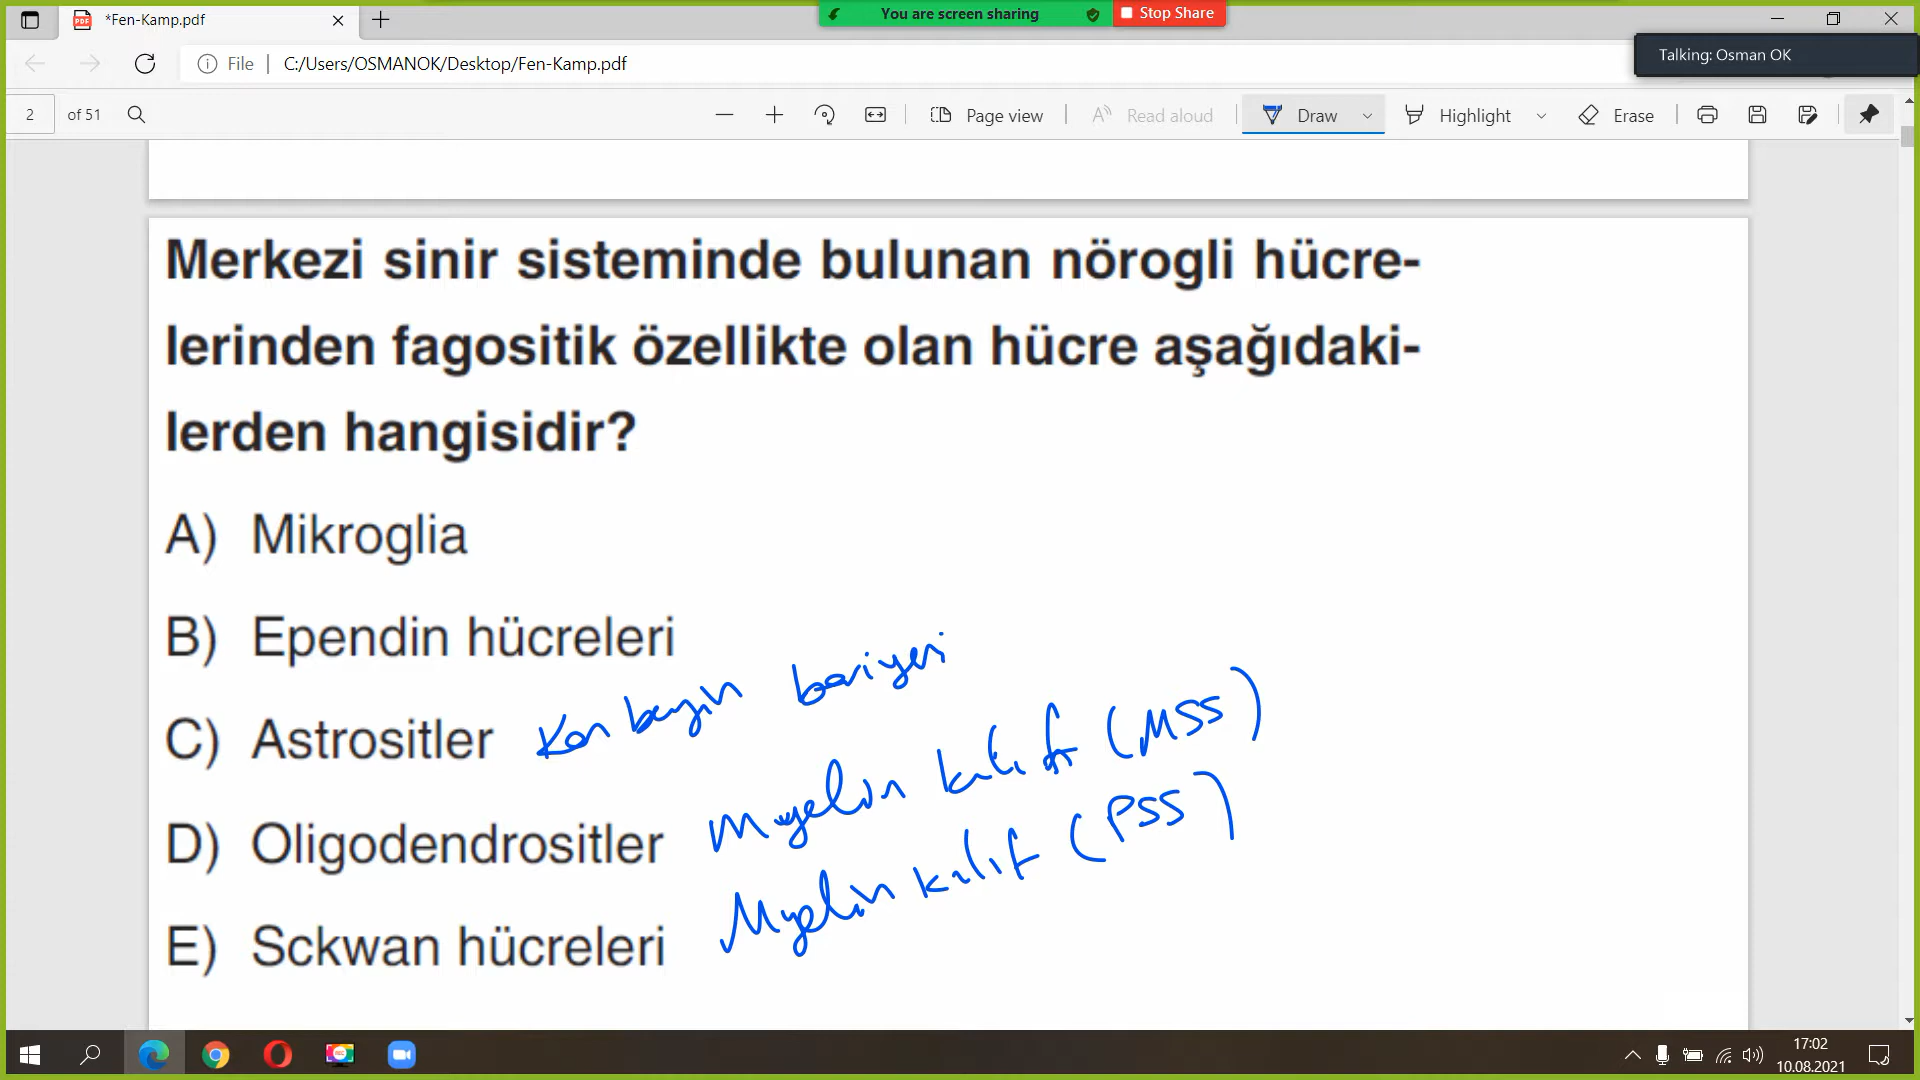 *Fen-Kamp.pdf
You are screen sharing
Stop Share
Talking: Osman OK
File
C:/Users/OSMANOK/Desktop/Fen-Kamp.pdf
2 of 51
Page view
Read aloud
Draw
Highlight
Erase
Merkezi sinir sisteminde bulunan nörogli hücre-
lerinden fagositik özellikte olan hücre aşağıdaki-
lerden hangisidir?
A) Mikroglia
B) Ependin hücreleri
C) Astrositler Kan beyin bariyeri
D) Oligodendrositler Myelin kılıf (MSS)
E) Sckwan hücreleri Myelin kılıf (PSS)
17:02
10.08.2021